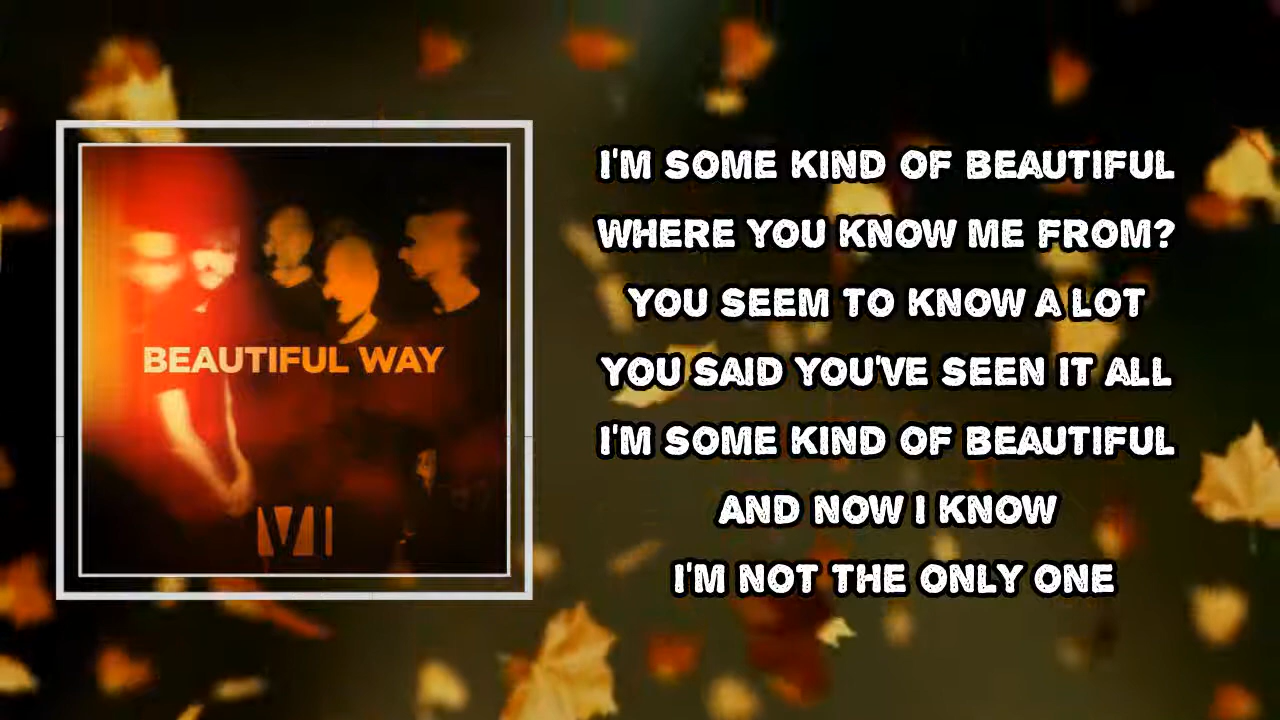 BEAUTIFUL WAY
VI
I'M SOME KIND OF BEAUTIFUL
WHERE YOU KNOW ME FROM?
YOU SEEM TO KNOW A LOT
YOU SAID YOU'VE SEEN IT ALL
I'M SOME KIND OF BEAUTIFUL
AND NOW I KNOW
I'M NOT THE ONLY ONE